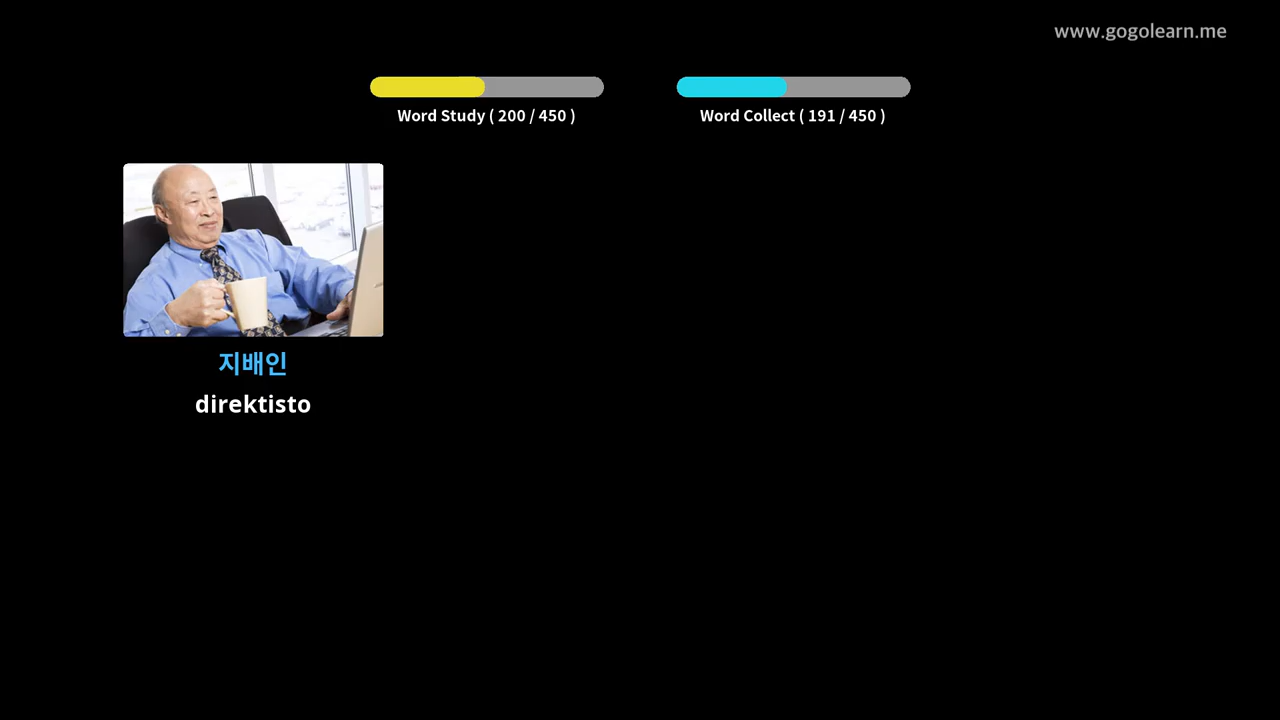 www.gogolearn.me
Word Study ( 200 / 450 )
Word Collect ( 191 / 450 )
지배인
direktisto